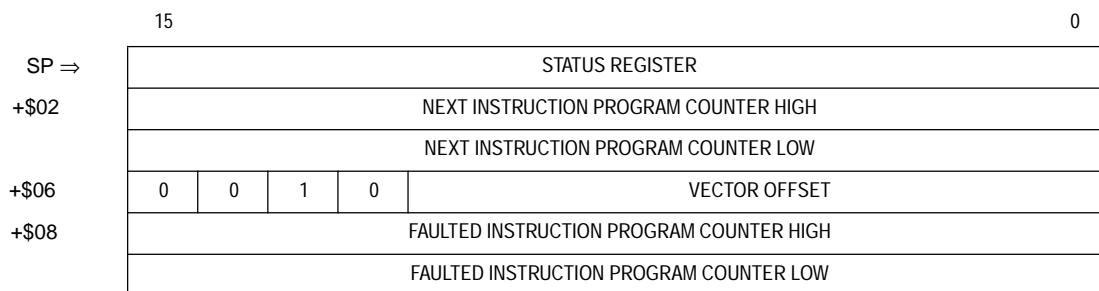 15 0
SP ⇒ STATUS REGISTER
+$02 NEXT INSTRUCTION PROGRAM COUNTER HIGH
NEXT INSTRUCTION PROGRAM COUNTER LOW
+$06 0 0 1 0 VECTOR OFFSET
+$08 FAULTED INSTRUCTION PROGRAM COUNTER HIGH
FAULTED INSTRUCTION PROGRAM COUNTER LOW